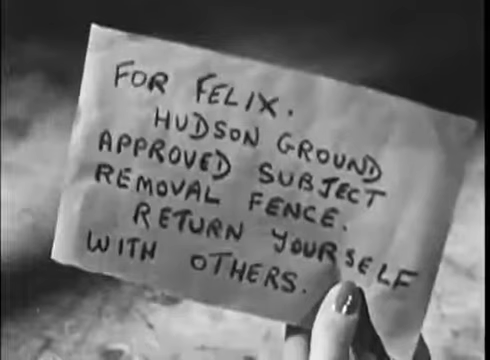 FOR FELIX.
HUDSON GROUND
APPROVED SUBJECT
REMOVAL FENCE.
RETURN YOURSELF
WITH OTHERS.